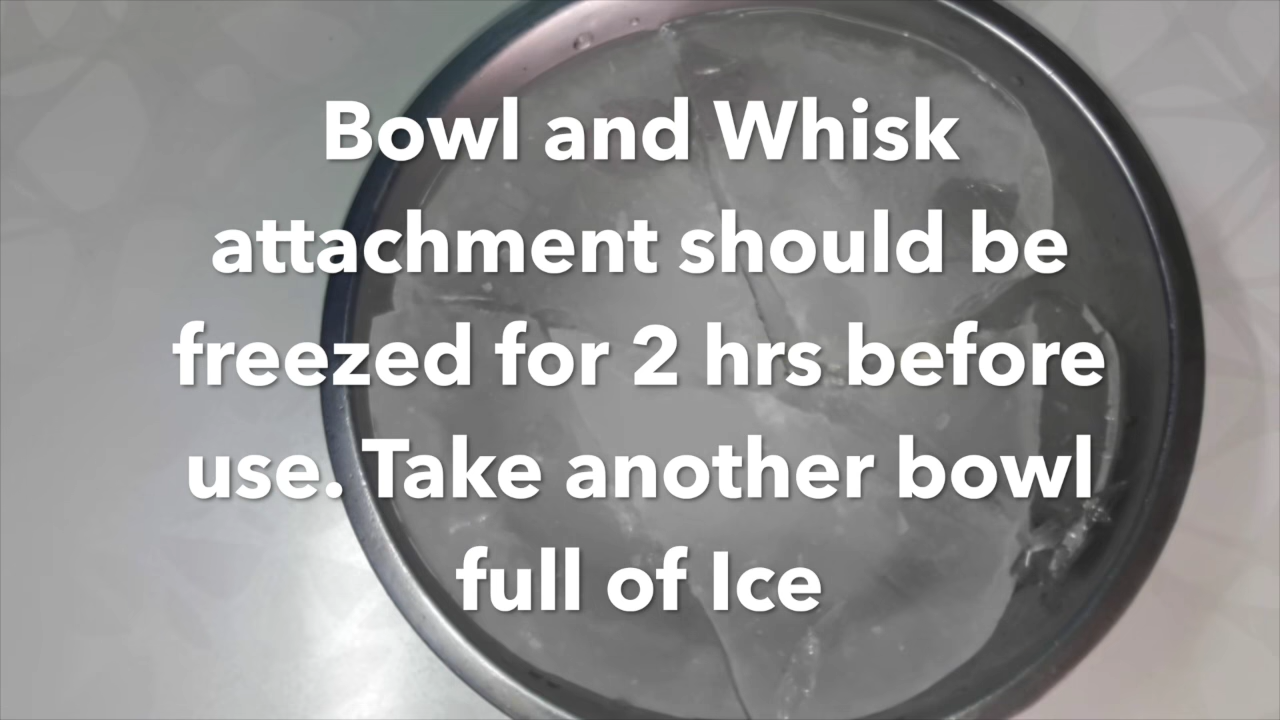 Bowl and Whisk
attachment should be
freezed for 2 hrs before
use. Take another bowl
full of Ice